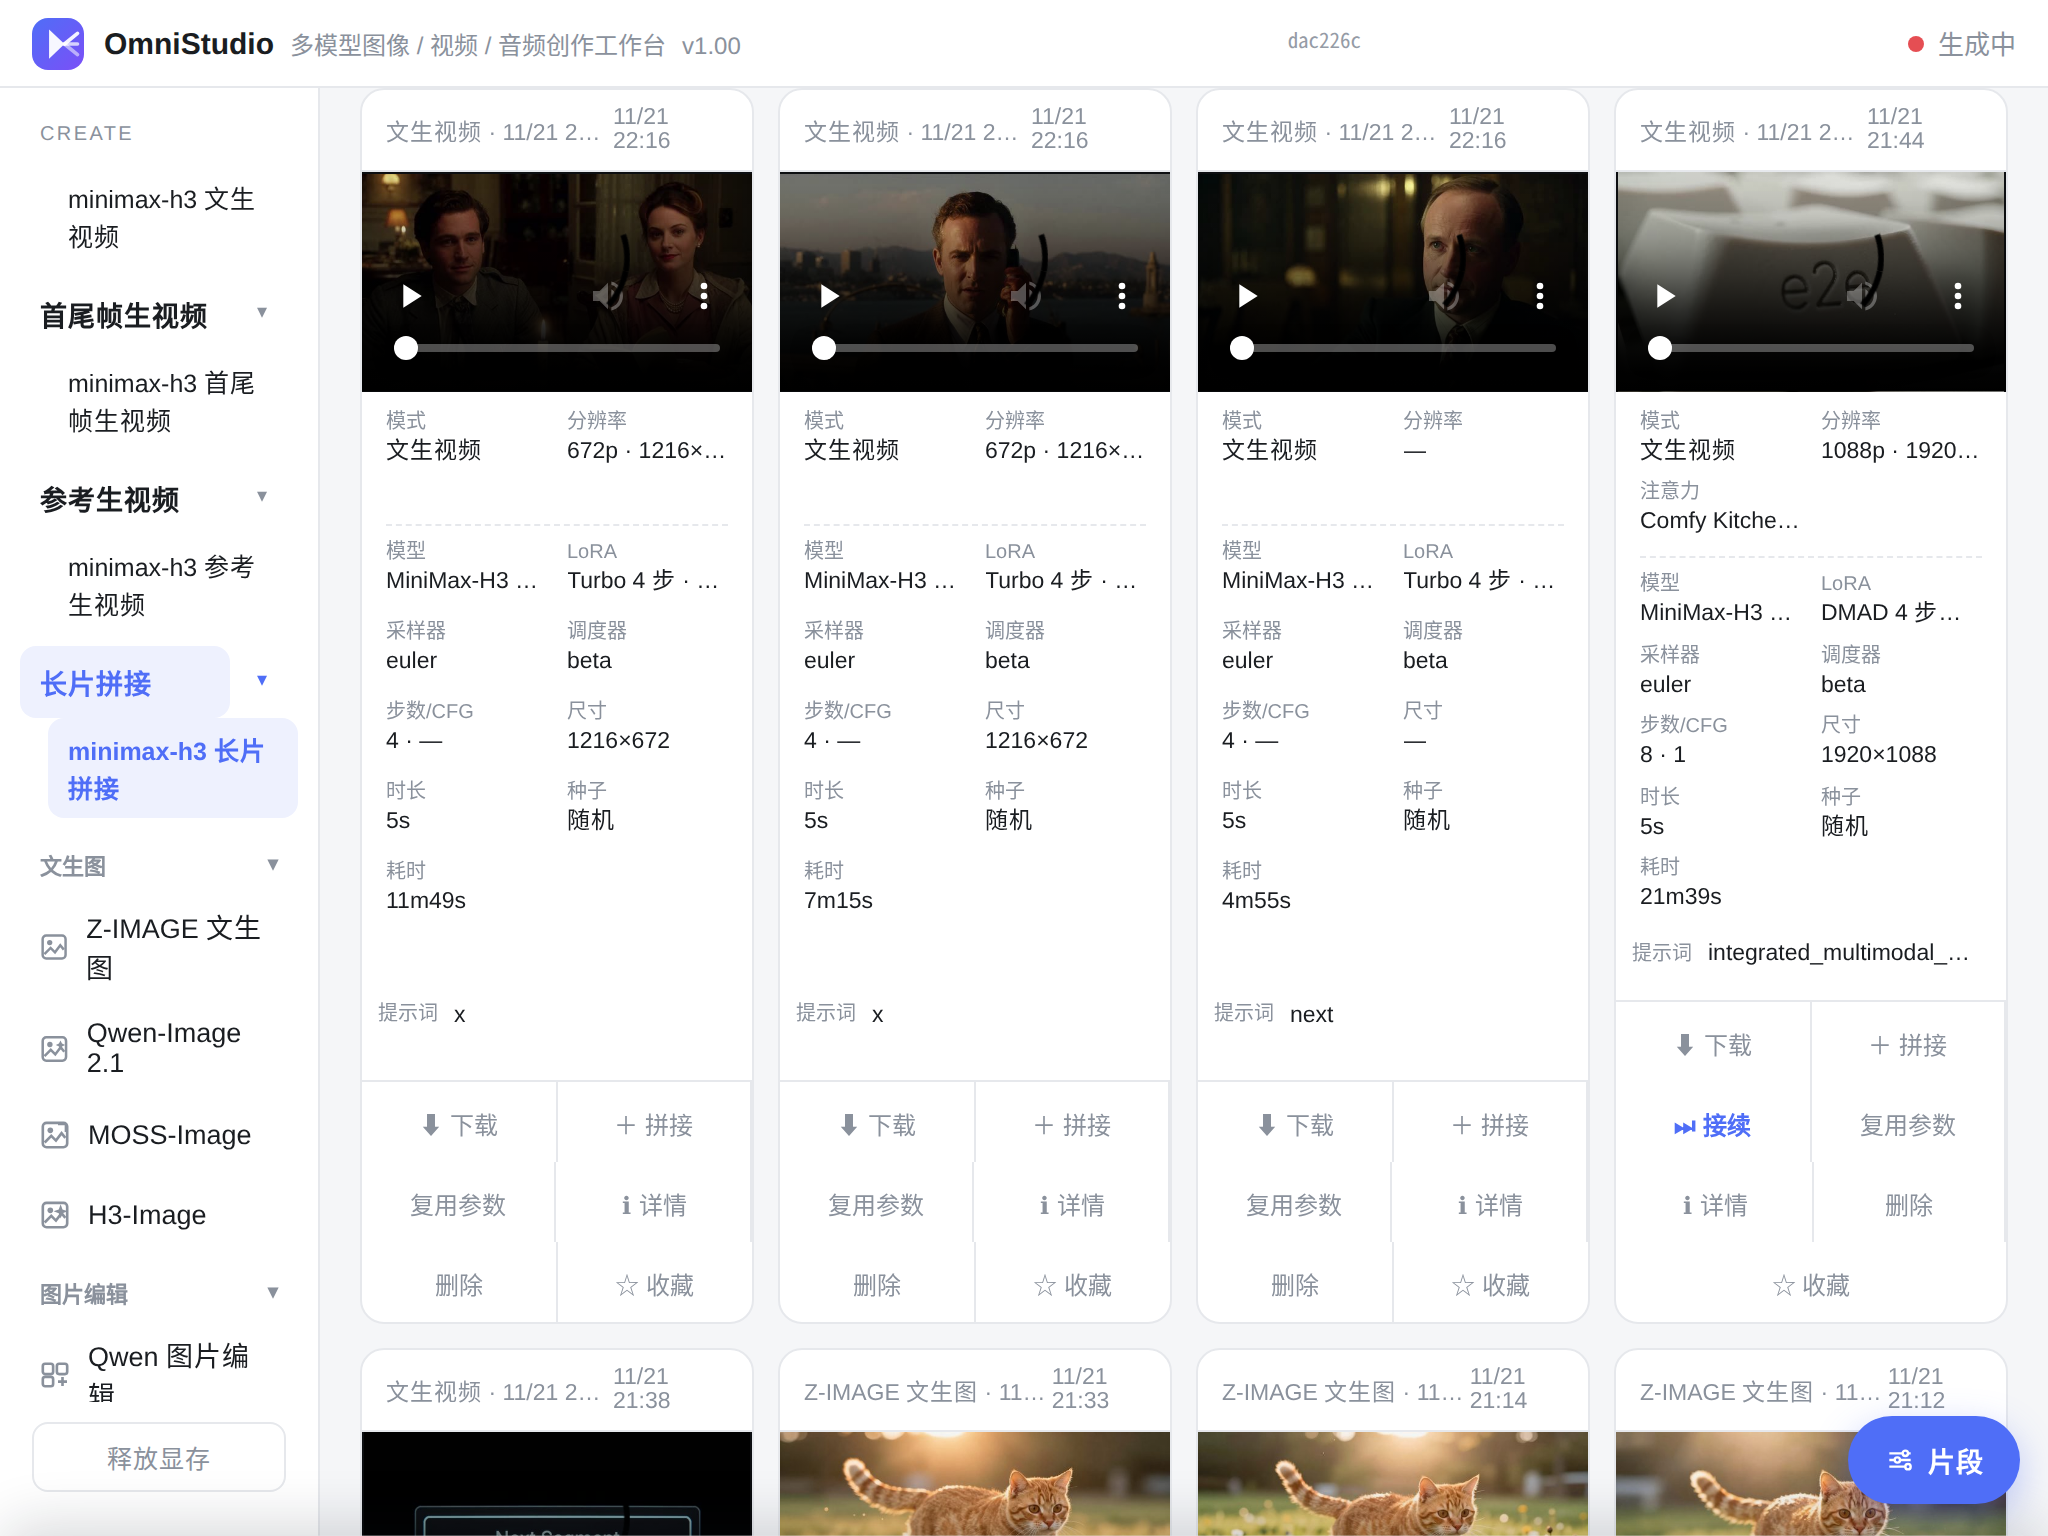 OmniStudio 多模型图像 / 视频 / 音频创作工作台 v1.00
dac226c
生成中
CREATE
minimax-h3 文生
视频
首尾帧生视频
minimax-h3 首尾
帧生视频
参考生视频
minimax-h3 参考
生视频
长片拼接
minimax-h3 长片
拼接
文生图
Z-IMAGE 文生
图
Qwen-Image
2.1
MOSS-Image
H3-Image
图片编辑
Qwen 图片编
辑
释放显存
文生视频 · 11/21 2… 11/21
22:16
模式 分辨率
文生视频 672p · 1216×…
模型 LoRA
MiniMax-H3 … Turbo 4 步 · …
采样器 调度器
euler beta
步数/CFG 尺寸
4 · — 1216×672
时长 种子
5s 随机
耗时
11m49s
提示词 x
下载 ＋ 拼接
复用参数 i 详情
删除 ☆ 收藏
文生视频 · 11/21 2… 11/21
22:16
模式 分辨率
文生视频 672p · 1216×…
模型 LoRA
MiniMax-H3 … Turbo 4 步 · …
采样器 调度器
euler beta
步数/CFG 尺寸
4 · — 1216×672
时长 种子
5s 随机
耗时
7m15s
提示词 x
下载 ＋ 拼接
复用参数 i 详情
删除 ☆ 收藏
文生视频 · 11/21 2… 11/21
22:16
模式 分辨率
文生视频 —
模型 LoRA
MiniMax-H3 … Turbo 4 步 · …
采样器 调度器
euler beta
步数/CFG 尺寸
4 · — —
时长 种子
5s 随机
耗时
4m55s
提示词 next
下载 ＋ 拼接
复用参数 i 详情
删除 ☆ 收藏
文生视频 · 11/21 2… 11/21
21:44
e2e
模式 分辨率
文生视频 1088p · 1920…
注意力
Comfy Kitche…
模型 LoRA
MiniMax-H3 … DMAD 4 步…
采样器 调度器
euler beta
步数/CFG 尺寸
8 · 1 1920×1088
时长 种子
5s 随机
耗时
21m39s
提示词 integrated_multimodal_…
下载 ＋ 拼接
接续 复用参数
i 详情 删除
☆ 收藏
文生视频 · 11/21 2… 11/21
21:38
Next Segment
Z-IMAGE 文生图 · 11… 11/21
21:33
Z-IMAGE 文生图 · 11… 11/21
21:14
Z-IMAGE 文生图 · 11… 11/21
21:12
片段